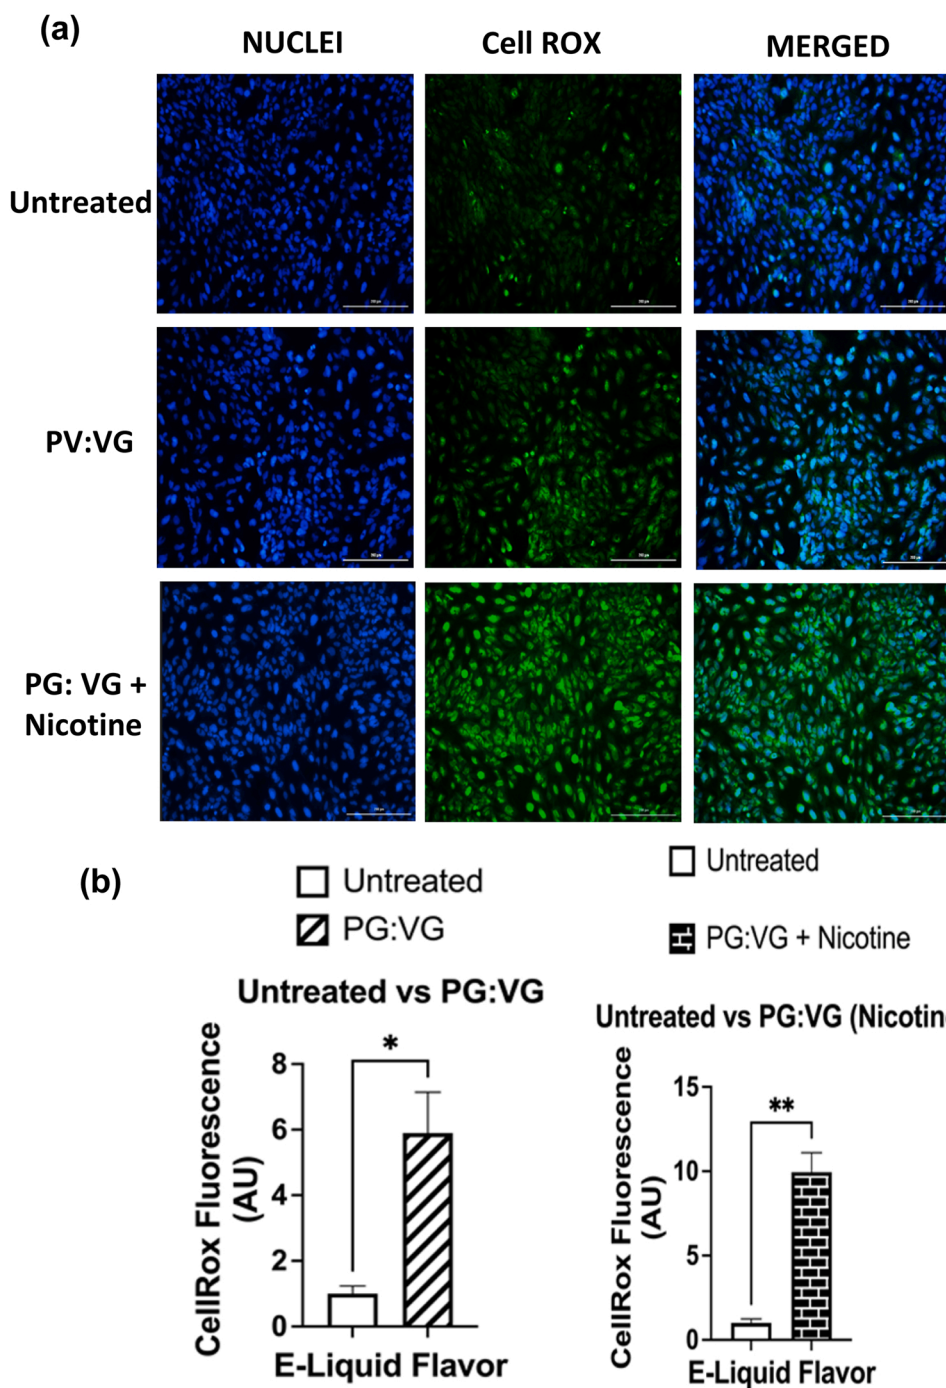 (a)
NUCLEI Cell ROX MERGED
Untreated
PV:VG
PG: VG +
Nicotine
(b)
Untreated
PG:VG
Untreated vs PG:VG
CellRox Fluorescence
(AU)
8
6
4
2
0
*
E-Liquid Flavor
Untreated
PG:VG + Nicotine
Untreated vs PG:VG (Nicotin
CellRox Fluorescence
(AU)
15
10
5
0
**
E-Liquid Flavor